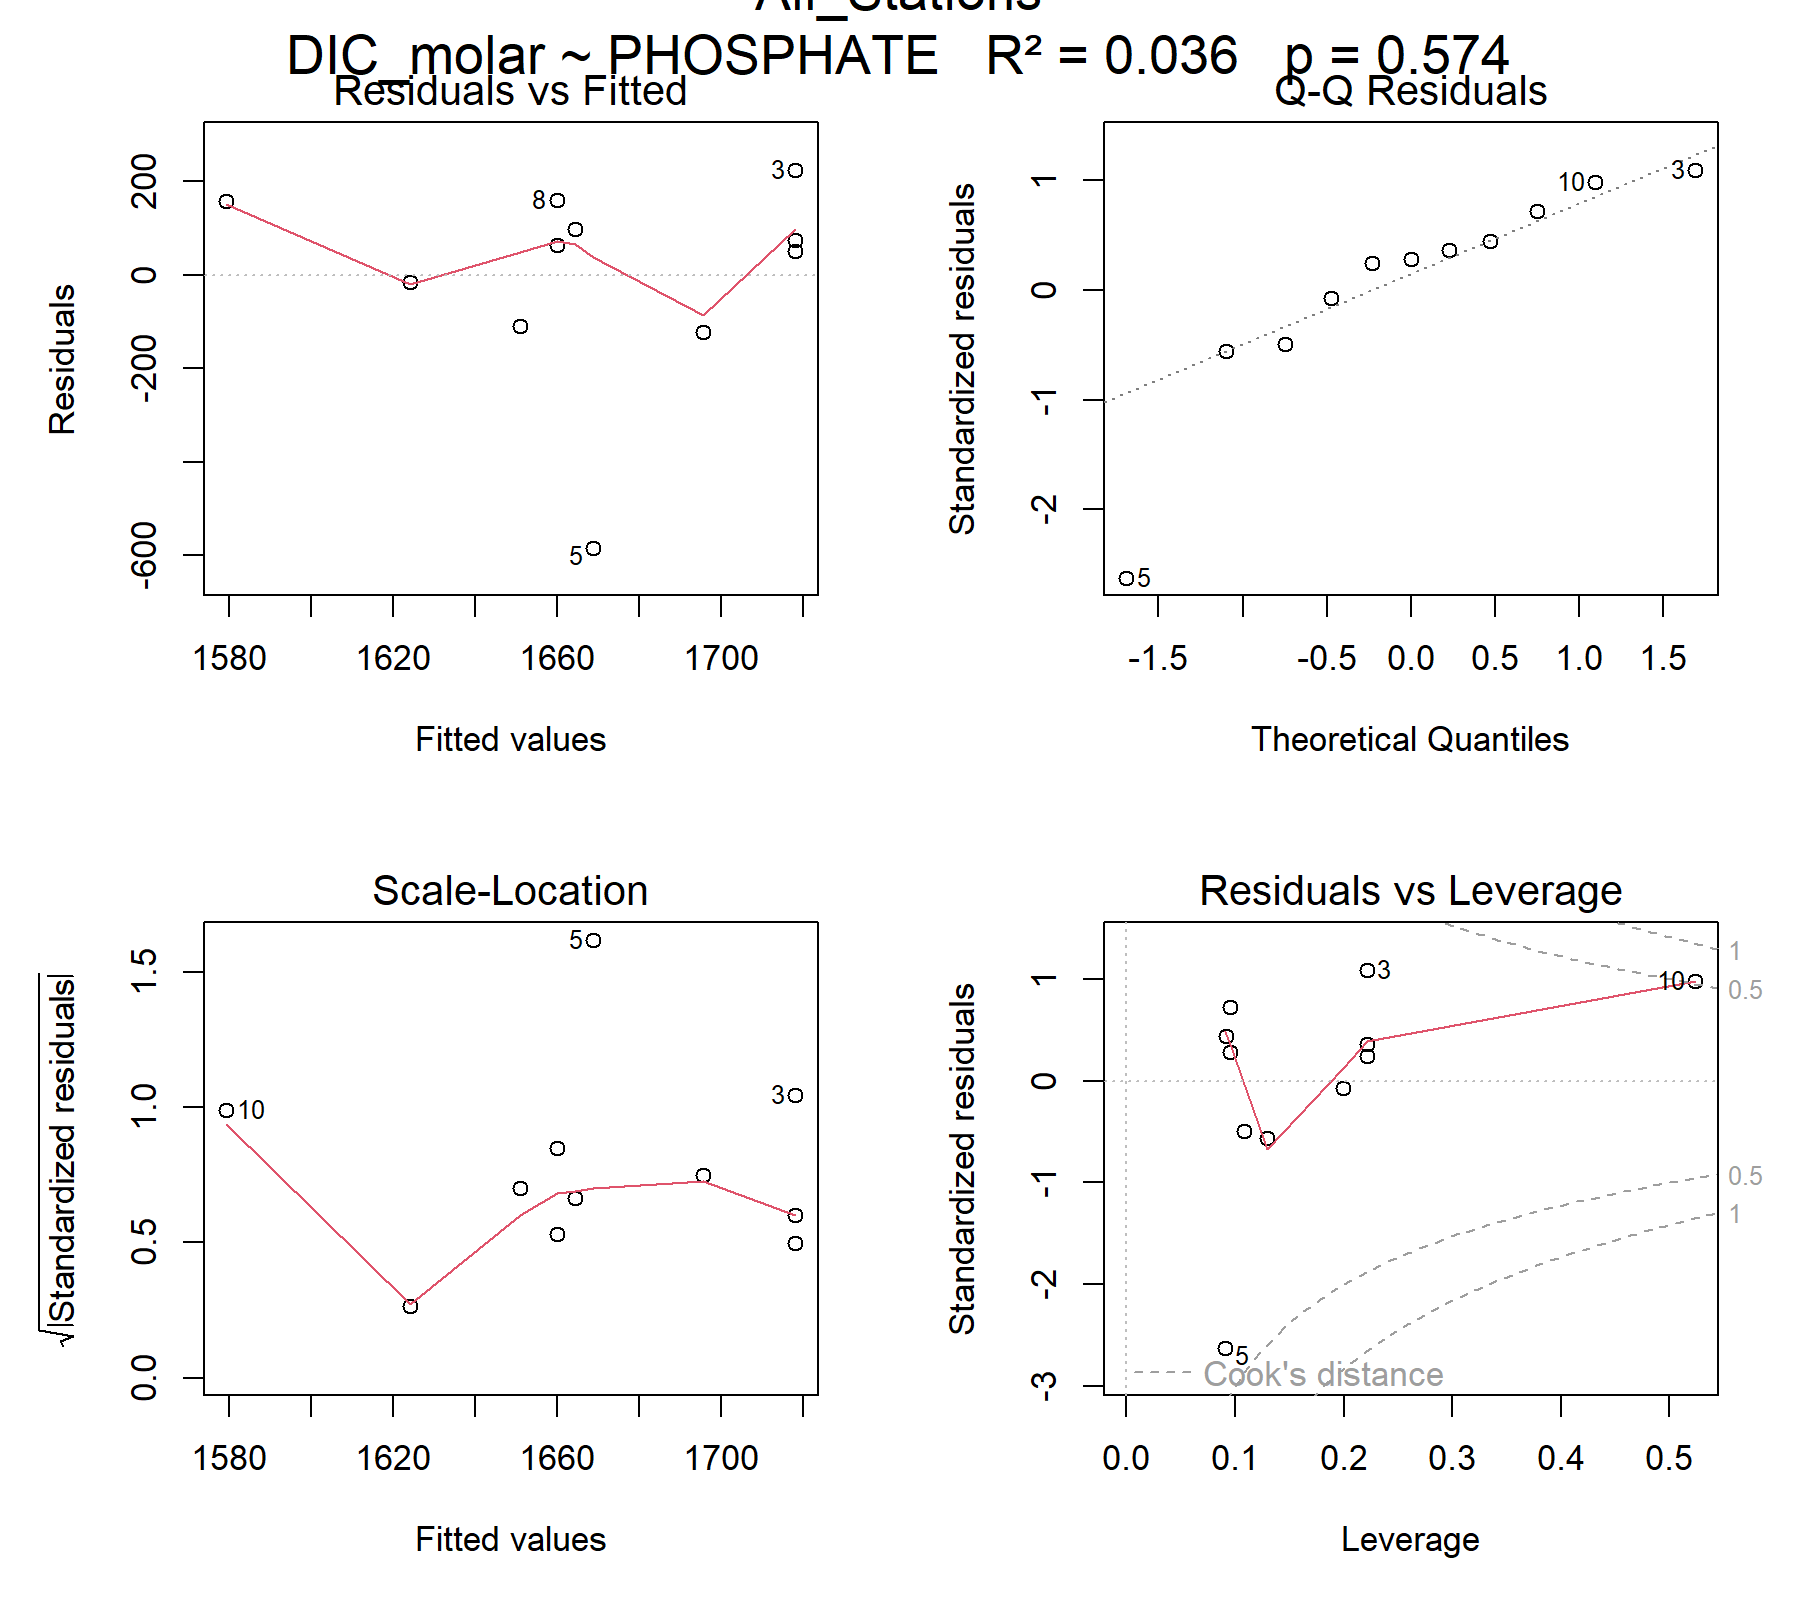 All_Stations
DIC_molar ~ PHOSPHATE R² = 0.036 p = 0.574
Residuals vs Fitted
Residuals
200
0
-200
-600
3
8
5
1580 1620 1660 1700
Fitted values
Q-Q Residuals
Standardized residuals
1
0
-1
-2
10
3
5
-1.5 -0.5 0.0 0.5 1.0 1.5
Theoretical Quantiles
Scale-Location
√|Standardized residuals|
1.5
1.0
0.5
0.0
5
10
3
1580 1620 1660 1700
Fitted values
Residuals vs Leverage
Standardized residuals
1
0
-1
-2
-3
3
10
5
1
0.5
0.5
1
Cook's distance
0.0 0.1 0.2 0.3 0.4 0.5
Leverage